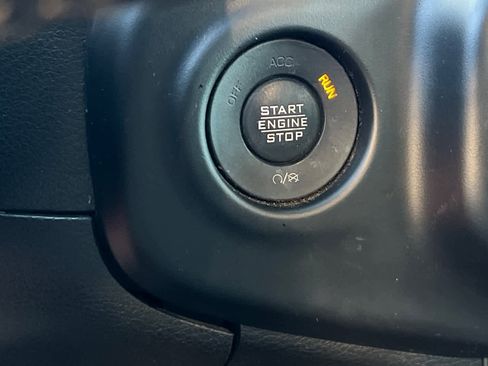 OFF
ACC
RUN
START
ENGINE
STOP